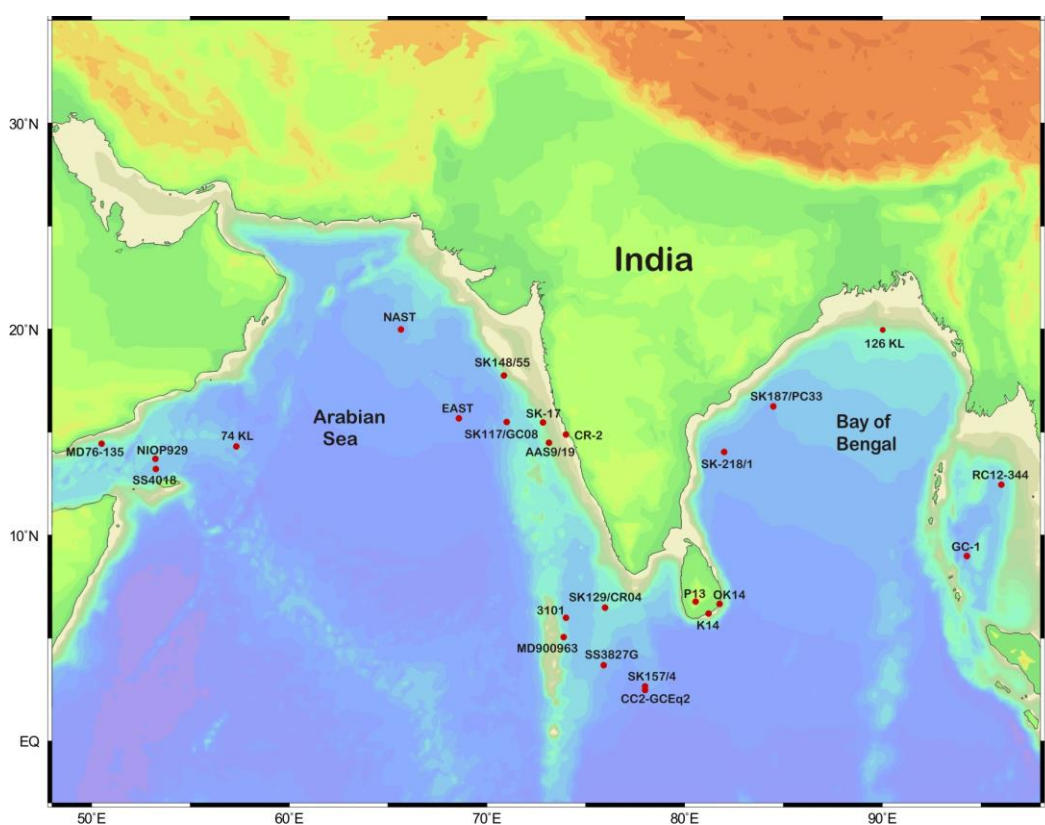 30°N
India
NAST
20°N
126 KL
SK148/55
SK187/PC33
EAST
SK-17
Arabian
Sea
Bay of
Bengal
74 KL
SK117/GC08
CR-2
MD76-135
NIOP929
AAS9/19
SK-218/1
SS4018
RC12-344
10°N
GC-1
SK129/CR04
P13
OK14
3101
K14
MD900963
SS3827G
SK157/4
CC2-GCEq2
EQ
50°E
60°E
70°E
80°E
90°E